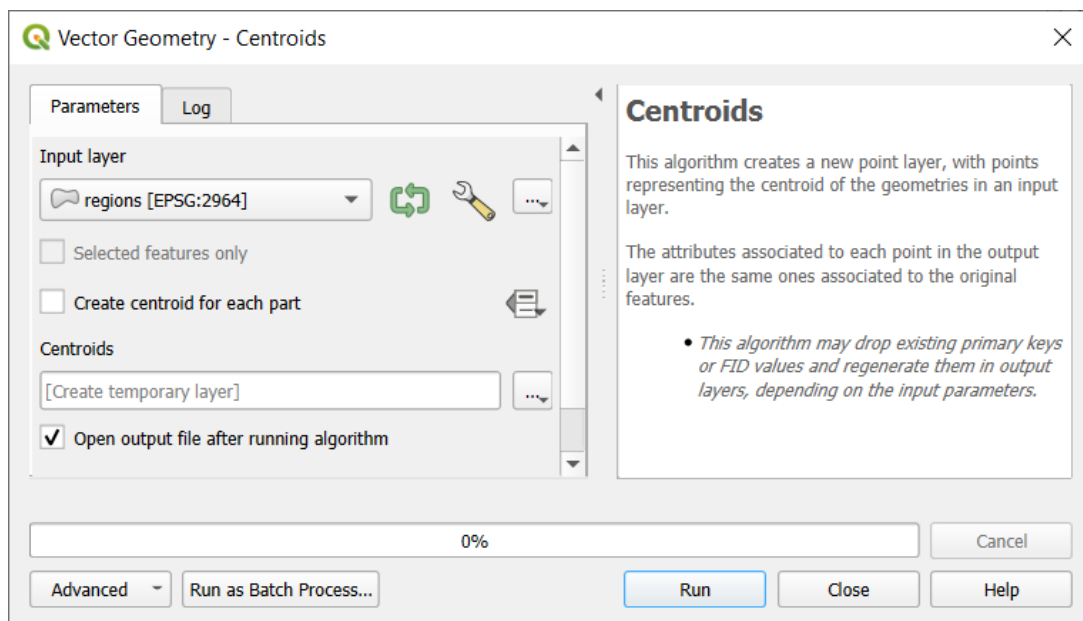 Vector Geometry - Centroids
Parameters
Log
Input layer
regions [EPSG:2964]
...
Selected features only
Create centroid for each part
Centroids
[Create temporary layer]
...
Open output file after running algorithm
Centroids
This algorithm creates a new point layer, with points
representing the centroid of the geometries in an input
layer.
The attributes associated to each point in the output
layer are the same ones associated to the original
features.
• This algorithm may drop existing primary keys
or FID values and regenerate them in output
layers, depending on the input parameters.
0%
Cancel
Advanced
Run as Batch Process...
Run
Close
Help